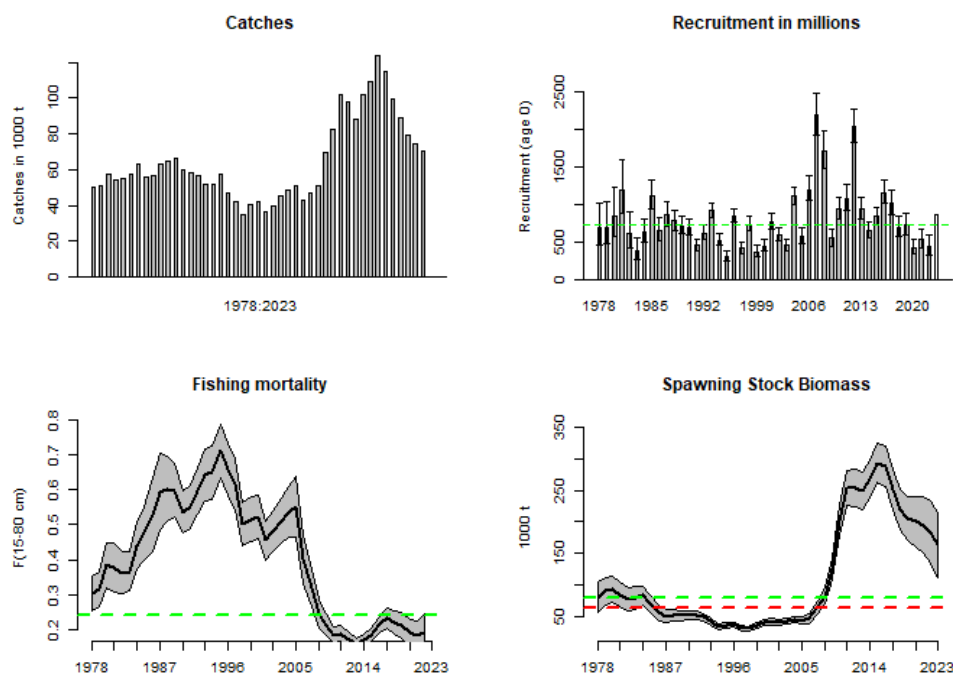 Catches
Catches in 1000 t
0 20 40 60 80 100
1978:2023
Recruitment in millions
Recruitment (age 0)
0 500 1500 2500
1978 1985 1992 1999 2006 2013 2020
Fishing mortality
F(15-80 cm)
0.2 0.3 0.4 0.5 0.6 0.7 0.8
1978 1987 1996 2005 2014 2023
Spawning Stock Biomass
1000 t
50 150 250 350
1978 1987 1996 2005 2014 2023